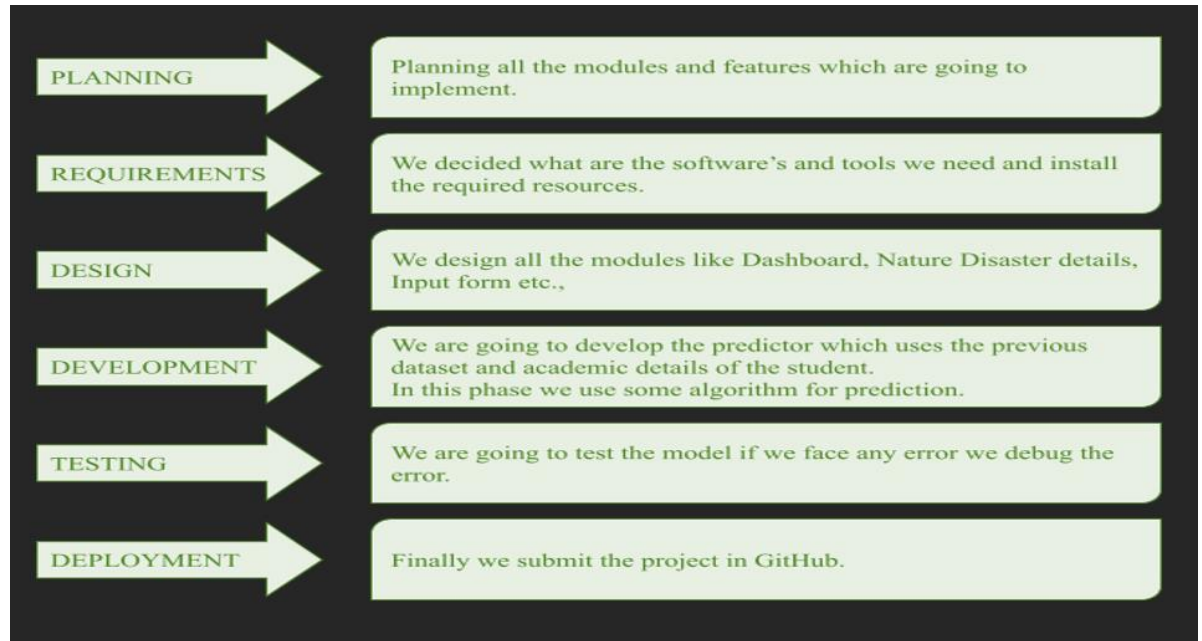 PLANNING
Planning all the modules and features which are going to
implement.
REQUIREMENTS
We decided what are the software’s and tools we need and install
the required resources.
DESIGN
We design all the modules like Dashboard, Nature Disaster details,
Input form etc.,
DEVELOPMENT
We are going to develop the predictor which uses the previous
dataset and academic details of the student.
In this phase we use some algorithm for prediction.
TESTING
We are going to test the model if we face any error we debug the
error.
DEPLOYMENT
Finally we submit the project in GitHub.